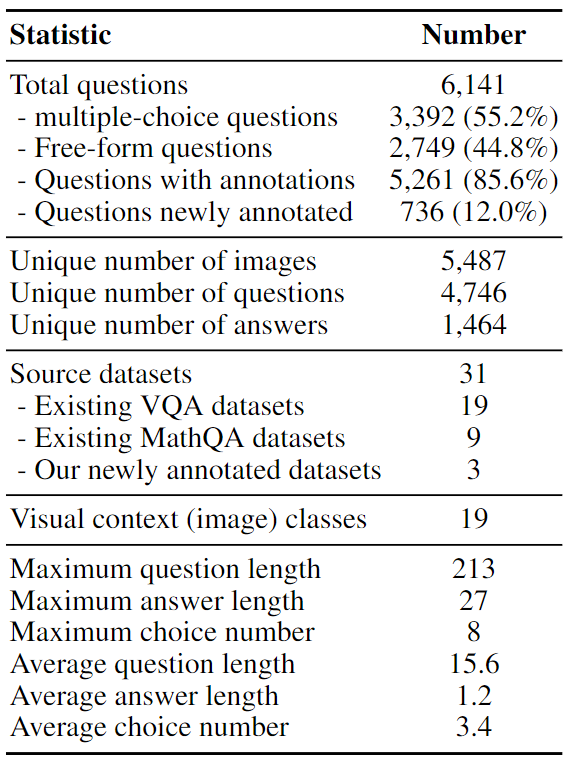 Statistic Number
Total questions 6,141
- multiple-choice questions 3,392 (55.2%)
- Free-form questions 2,749 (44.8%)
- Questions with annotations 5,261 (85.6%)
- Questions newly annotated 736 (12.0%)
Unique number of images 5,487
Unique number of questions 4,746
Unique number of answers 1,464
Source datasets 31
- Existing VQA datasets 19
- Existing MathQA datasets 9
- Our newly annotated datasets 3
Visual context (image) classes 19
Maximum question length 213
Maximum answer length 27
Maximum choice number 8
Average question length 15.6
Average answer length 1.2
Average choice number 3.4